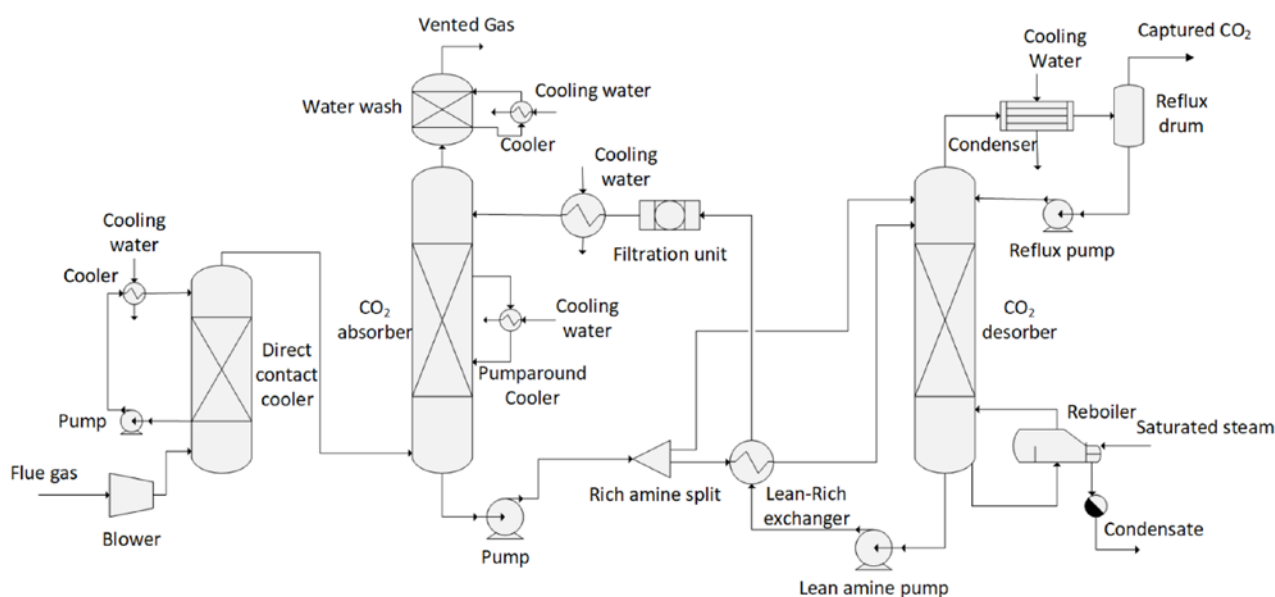 Vented Gas
Water wash
Cooling water
Cooler
Cooling
water
Cooling
Water
Captured CO₂
Reflux
drum
Condenser
Reflux pump
Filtration unit
Cooling
water
Cooler
Direct
contact
cooler
Pump
Flue gas
Blower
CO₂
absorber
Cooling
water
Pumparound
Cooler
Pump
Rich amine split
Lean-Rich
exchanger
Lean amine pump
CO₂
desorber
Reboiler
Saturated steam
Condensate